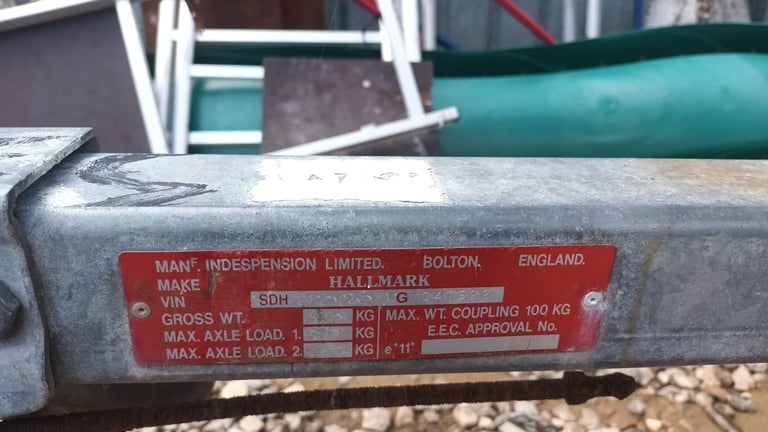 MANF. INDESPENSION LIMITED. BOLTON. ENGLAND.
MAKE HALLMARK
VIN SDH G
GROSS WT. KG
MAX. AXLE LOAD. 1. KG
MAX. AXLE LOAD. 2. KG
MAX. WT. COUPLING 100 KG
E.E.C. APPROVAL No.
e*11*